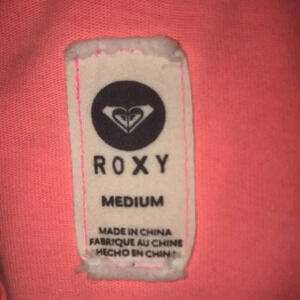 ROXY
MEDIUM
MADE IN CHINA
FABRIQUE AU CHINE
HECHO EN CHINA